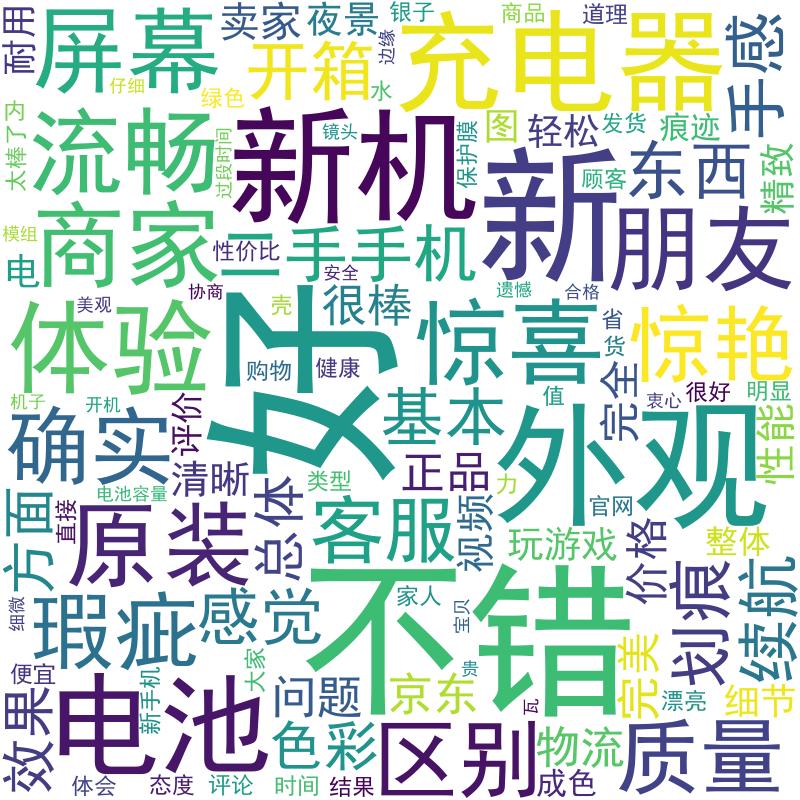 耐用
屏幕
卖家
夜景
银子
商品
道理
充电器
手感
边缘
开箱
仔细
绿色
水
内
太棒了
流畅
过段时间
新机
镜头
保护膜
图
轻松
发货
痕迹
新
顾客
东西
精致
模组
商家
电
性价比
二手手机
安全
朋友
美观
协商
遗憾
合格
体验
好
壳
很棒
惊喜
省
货
惊艳
购物
健康
机子
开机
评价
基本
值
完全
衷心
很好
明显
确实
清晰
正品
外观
性能
类型
力
官网
电池容量
直接
方面
原装
总体
客服
视频
玩游戏
价格
整体
细微
瑕疵
感觉
不错
家人
宝贝
划痕
续航
便宜
新手机
大家
问题
京东
贵
完美
漂亮
细节
效果
电池
色彩
区别
瓦
物流
质量
体会
态度
评论
时间
结果
成色